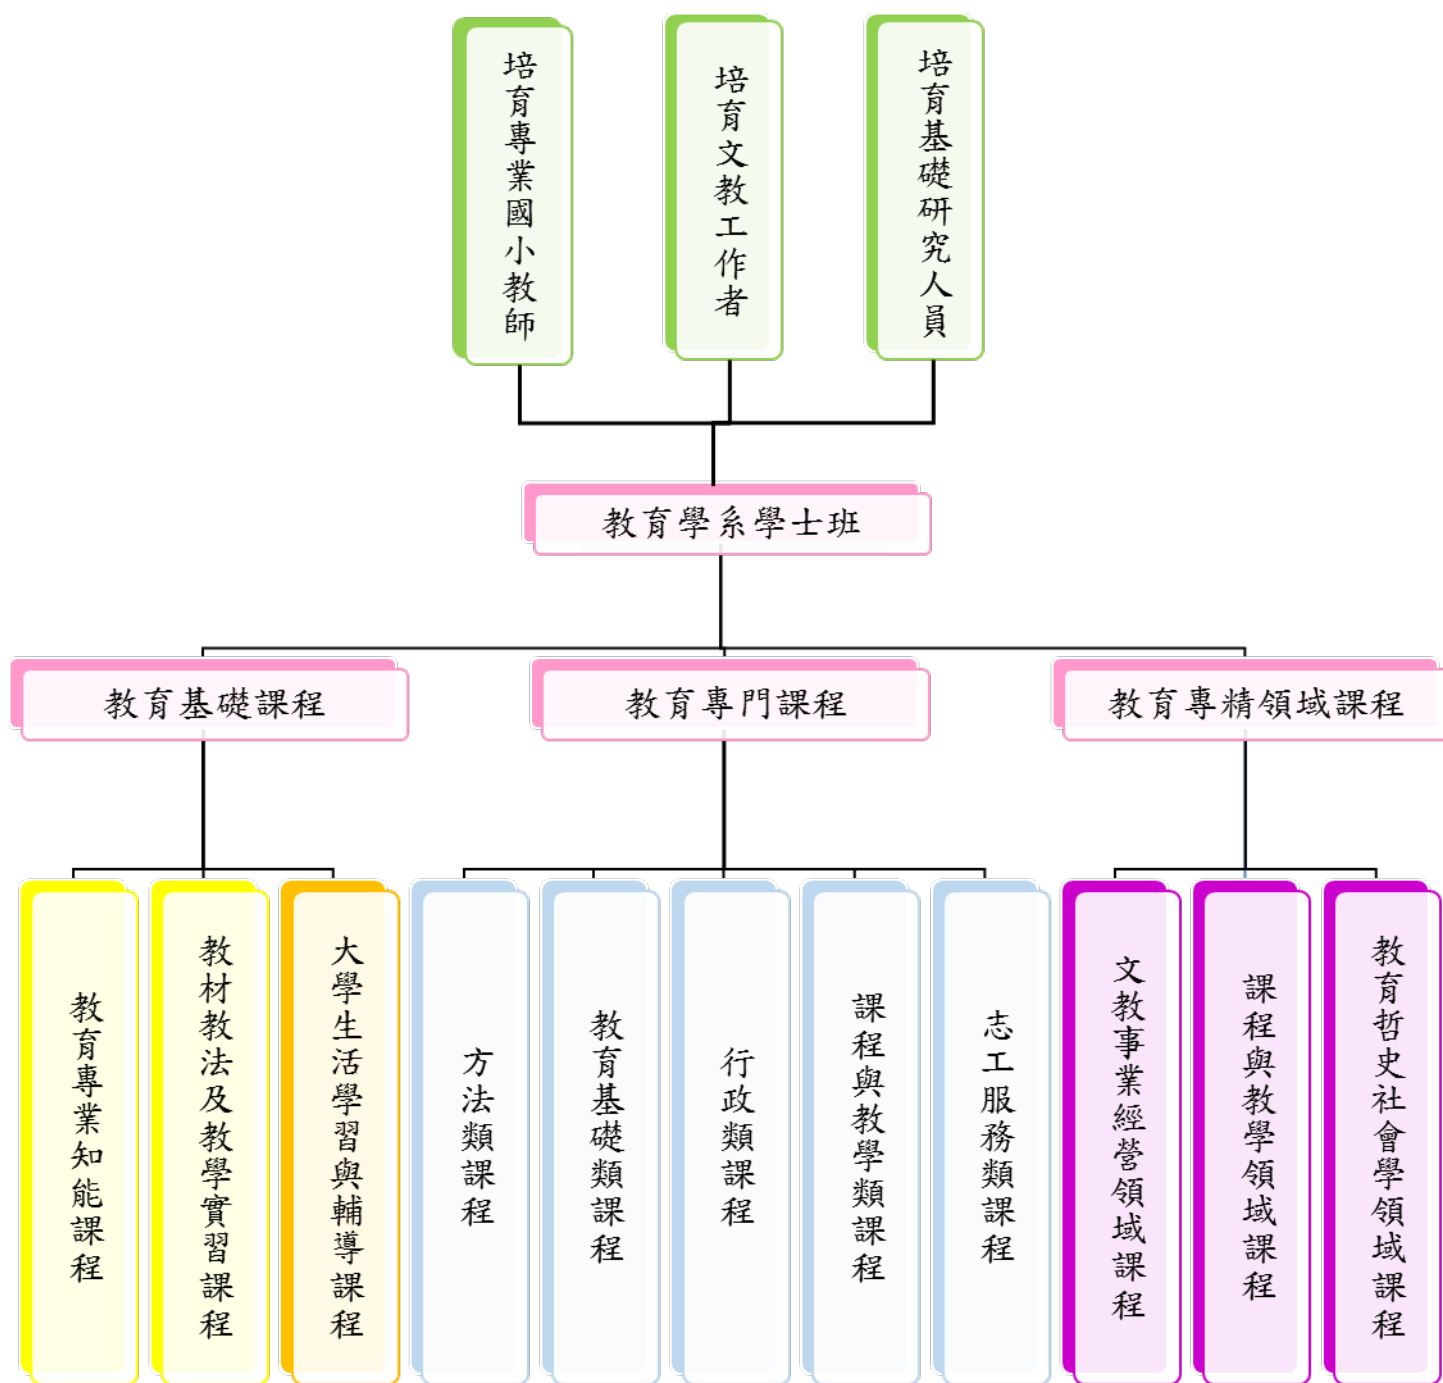 培育專業國小教師
培育文教工作者
培育基礎研究人員
教育學系學士班
教育基礎課程
教育專門課程
教育專精領域課程
教育專業知能課程
教材教法及教學實習課程
大學生活學習與輔導課程
方法類課程
教育基礎類課程
行政類課程
課程與教學類課程
志工服務類課程
文教事業經營領域課程
課程與教學領域課程
教育哲史社會學領域課程